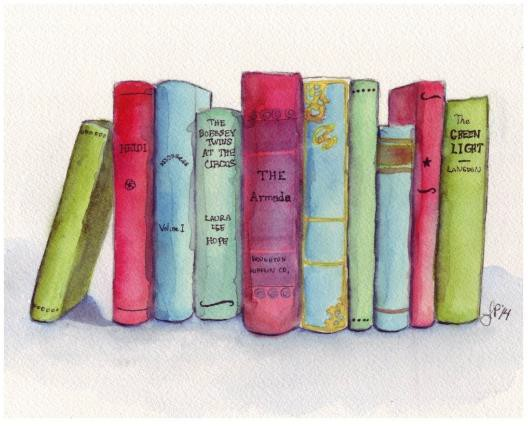 HEIDI
Volume I
THE
BOBBSEY
TWINS
AT THE
CIRCUS
LAURA
LEE
HOPE
THE
Armada
HOUGHTON
MIFFLIN CO.
The
GREEN
LIGHT
LANGDON